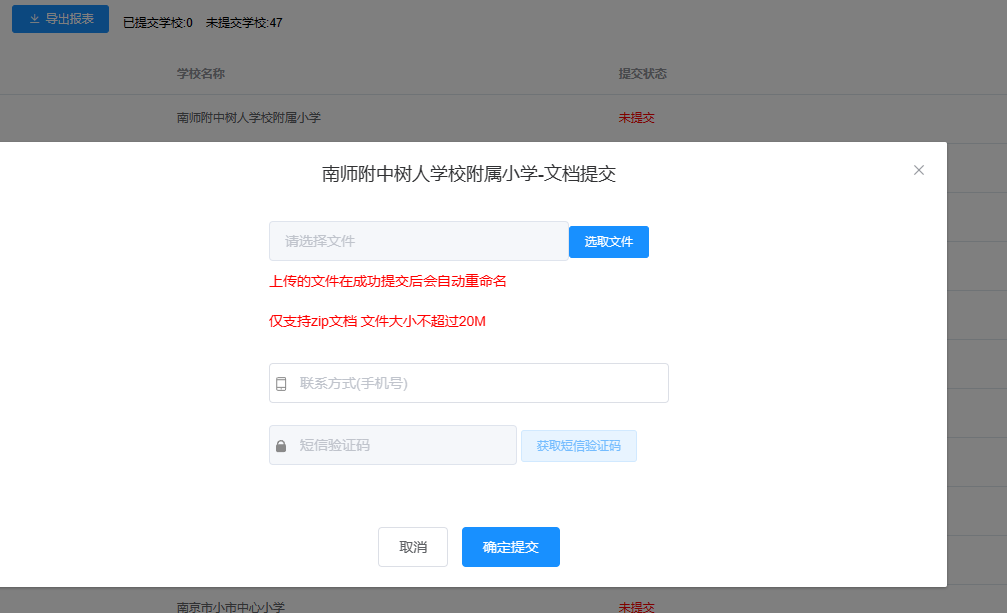 导出报表 已提交学校:0 未提交学校:47
学校名称 提交状态
南师附中树人学校附属小学 未提交
南师附中树人学校附属小学-文档提交
请选择文件 选取文件
上传的文件在成功提交后会自动重命名
仅支持zip文档 文件大小不超过20M
联系方式(手机号)
短信验证码 获取短信验证码
取消 确定提交
南京市小市中心小学 未提交